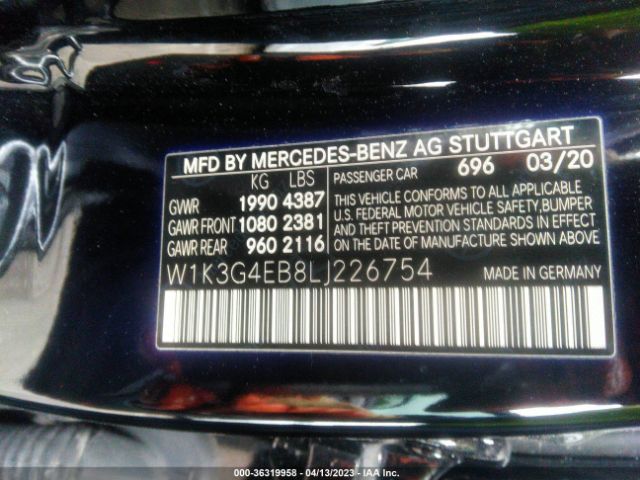 MFD BY MERCEDES-BENZ AG STUTTGART
KG LBS
GVWR 1990 4387
GAWR FRONT 1080 2381
GAWR REAR 960 2116
PASSENGER CAR 696 03/20
THIS VEHICLE CONFORMS TO ALL APPLICABLE
U.S. FEDERAL MOTOR VEHICLE SAFETY, BUMPER
AND THEFT PREVENTION STANDARDS IN EFFECT
ON THE DATE OF MANUFACTURE SHOWN ABOVE.
W1K3G4EB8LJ226754
MADE IN GERMANY
000-36319958 - 04/13/2023 - IAA Inc.